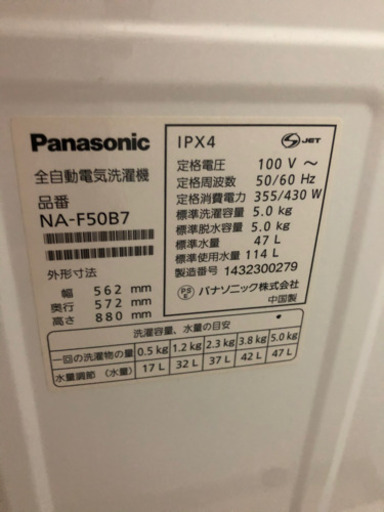 Panasonic
全自動電気洗濯機
品番
NA-F50B7
外形寸法
幅 562 mm
奥行 572 mm
高さ 880 mm
IPX4
S JET
定格電圧 100 V ～
定格周波数 50/60 Hz
定格消費電力 355/430 W
標準洗濯容量 5.0 kg
標準脱水容量 5.0 kg
標準水量 47 L
標準使用水量 114 L
製造番号 1432300279
PSE パナソニック株式会社
中国製
洗濯容量、水量の目安
一回の洗濯物の量 0.5 kg 1.2 kg 2.3 kg 3.8 kg 5.0 kg
水量調節（水量） 17 L 32 L 37 L 42 L 47 L